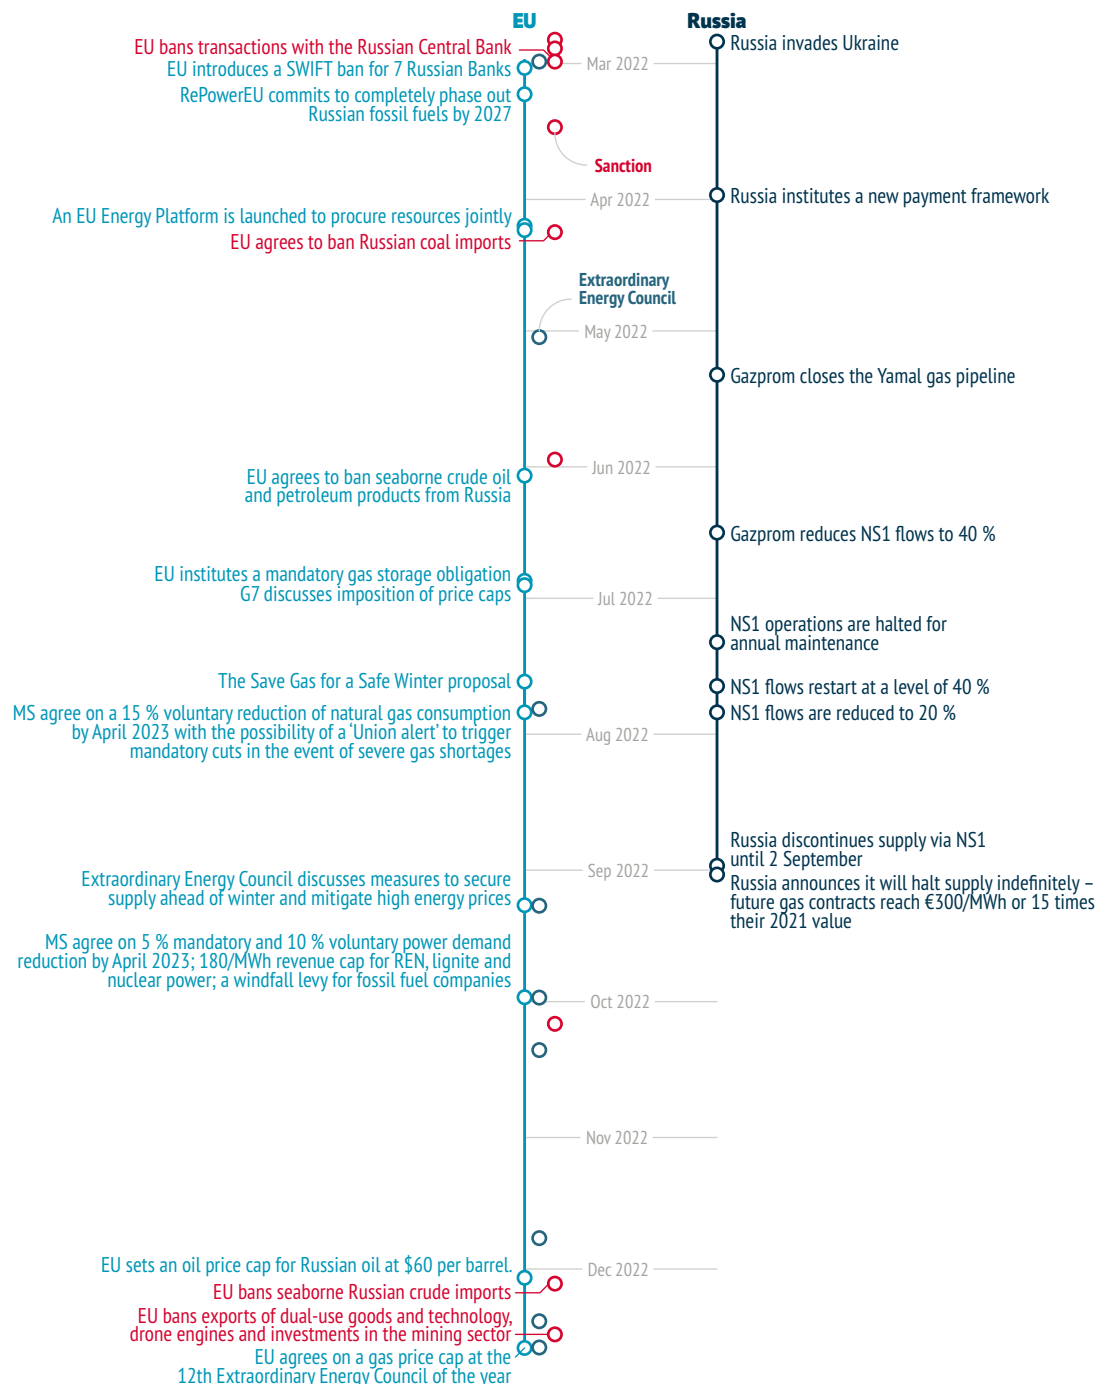 EU
Russia
EU bans transactions with the Russian Central Bank
Russia invades Ukraine
EU introduces a SWIFT ban for 7 Russian Banks
Mar 2022
RePowerEU commits to completely phase out
Russian fossil fuels by 2027
Sanction
Apr 2022
Russia institutes a new payment framework
An EU Energy Platform is launched to procure resources jointly
EU agrees to ban Russian coal imports
Extraordinary
Energy Council
May 2022
Gazprom closes the Yamal gas pipeline
Jun 2022
EU agrees to ban seaborne crude oil
and petroleum products from Russia
Gazprom reduces NS1 flows to 40 %
EU institutes a mandatory gas storage obligation
G7 discusses imposition of price caps
Jul 2022
NS1 operations are halted for
annual maintenance
The Save Gas for a Safe Winter proposal
NS1 flows restart at a level of 40 %
MS agree on a 15 % voluntary reduction of natural gas consumption
by April 2023 with the possibility of a ‘Union alert’ to trigger
mandatory cuts in the event of severe gas shortages
NS1 flows are reduced to 20 %
Aug 2022
Russia discontinues supply via NS1
until 2 September
Sep 2022
Russia announces it will halt supply indefinitely –
future gas contracts reach €300/MWh or 15 times
their 2021 value
Extraordinary Energy Council discusses measures to secure
supply ahead of winter and mitigate high energy prices
MS agree on 5 % mandatory and 10 % voluntary power demand
reduction by April 2023; 180/MWh revenue cap for REN, lignite and
nuclear power; a windfall levy for fossil fuel companies
Oct 2022
Nov 2022
EU sets an oil price cap for Russian oil at $60 per barrel.
Dec 2022
EU bans seaborne Russian crude imports
EU bans exports of dual-use goods and technology,
drone engines and investments in the mining sector
EU agrees on a gas price cap at the
12th Extraordinary Energy Council of the year